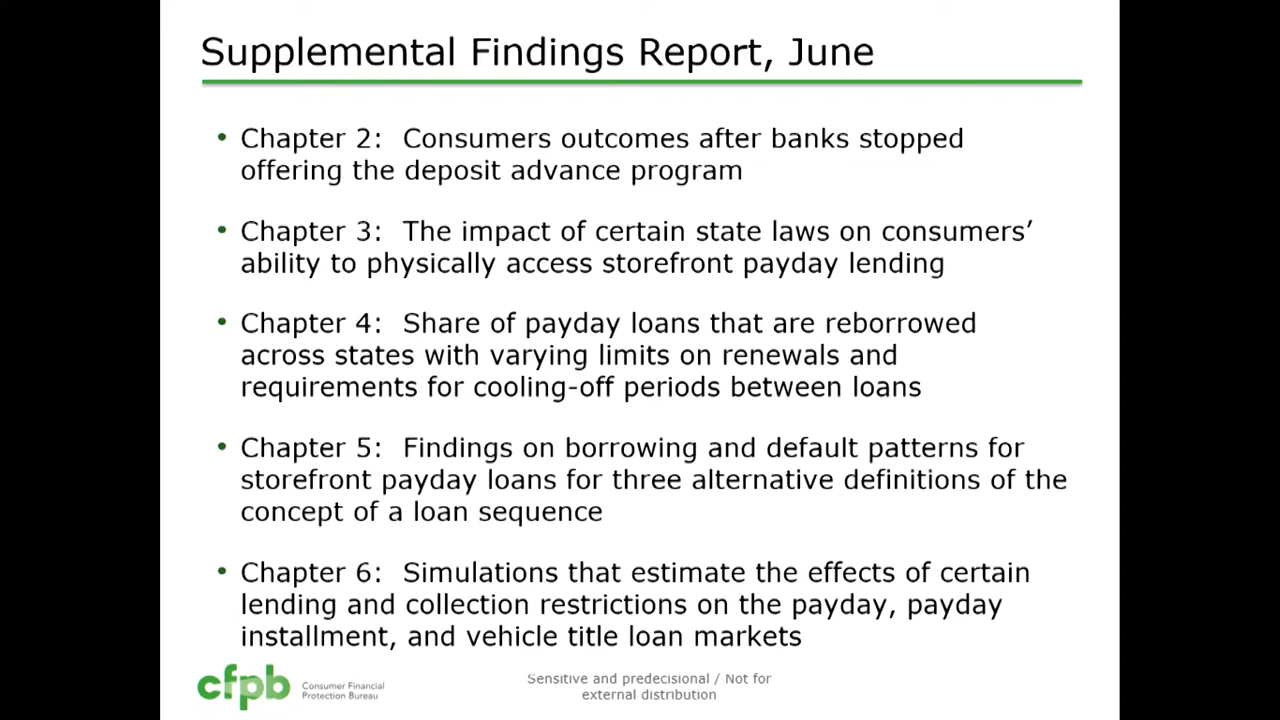 Supplemental Findings Report, June
• Chapter 2:  Consumers outcomes after banks stopped
offering the deposit advance program
• Chapter 3:  The impact of certain state laws on consumers’
ability to physically access storefront payday lending
• Chapter 4:  Share of payday loans that are reborrowed
across states with varying limits on renewals and
requirements for cooling-off periods between loans
• Chapter 5:  Findings on borrowing and default patterns for
storefront payday loans for three alternative definitions of the
concept of a loan sequence
• Chapter 6:  Simulations that estimate the effects of certain
lending and collection restrictions on the payday, payday
installment, and vehicle title loan markets
cfpb
Consumer Financial
Protection Bureau
Sensitive and predecisional / Not for
external distribution